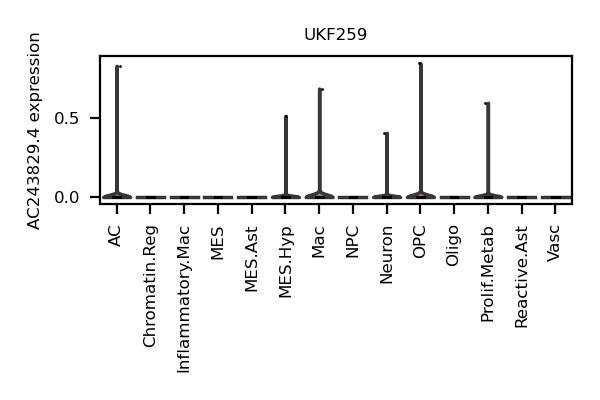 UKF259
AC243829.4 expression
0.5
0.0
AC
Chromatin.Reg
Inflammatory.Mac
MES
MES.Ast
MES.Hyp
Mac
NPC
Neuron
OPC
Oligo
Prolif.Metab
Reactive.Ast
Vasc